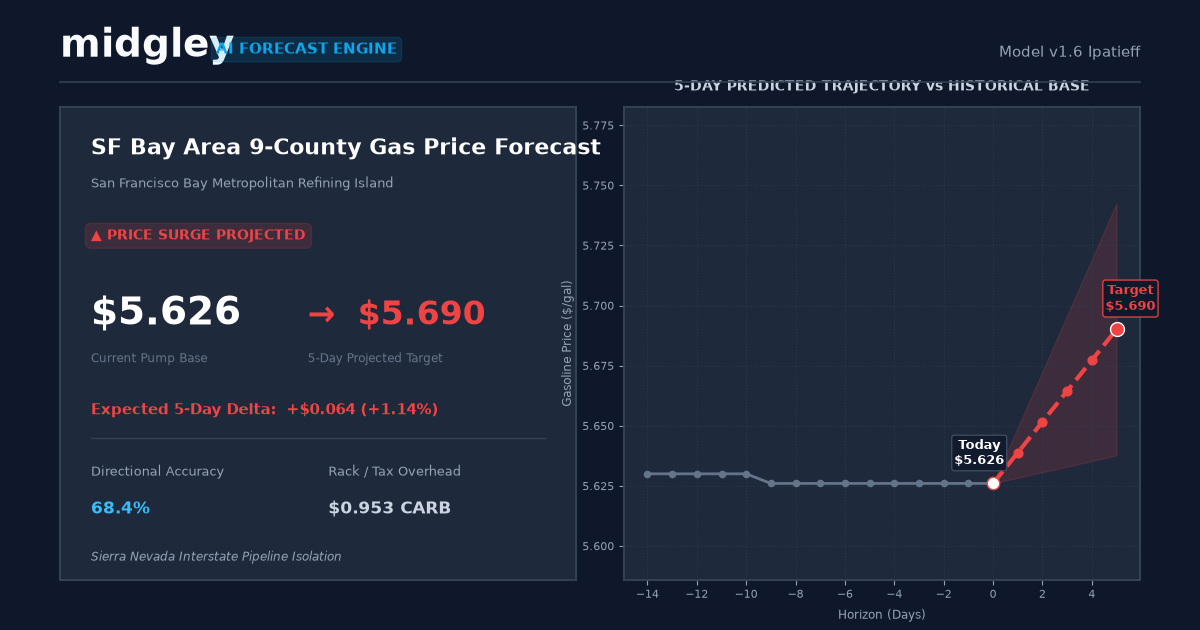 midgley
AI FORECAST ENGINE
Model v1.6 Ipatieff
SF Bay Area 9-County Gas Price Forecast
San Francisco Bay Metropolitan Refining Island
▲ PRICE SURGE PROJECTED
$5.626 → $5.690
Current Pump Base 5-Day Projected Target
Expected 5-Day Delta: +$0.064 (+1.14%)
Directional Accuracy Rack / Tax Overhead
68.4% $0.953 CARB
Sierra Nevada Interstate Pipeline Isolation
5-DAY PREDICTED TRAJECTORY vs HISTORICAL BASE
Gasoline Price ($/gal)
5.775
5.750
5.725
5.700
5.675
5.650
5.625
5.600
Target
$5.690
Today
$5.626
−14 −12 −10 −8 −6 −4 −2 0 2 4
Horizon (Days)